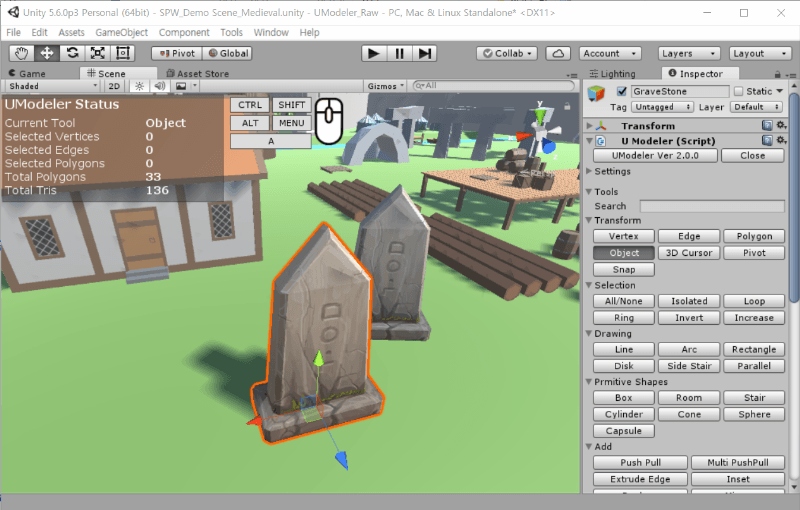 Unity 5.6.0p3 Personal (64bit) - SPW_Demo Scene_Medieval.unity - UModeler_Raw - PC, Mac & Linux Standalone* <DX11>
File Edit Assets GameObject Component Tools Window Help
Pivot Global Collab Account Layers Layout
Game Scene Asset Store Lighting Inspector
Shaded 2D Gizmos All
UModeler Status
Current Tool Object
Selected Vertices 0
Selected Edges 0
Selected Polygons 0
Total Polygons 33
Total Tris 136
CTRL SHIFT
ALT MENU
A
y
z
Persp
GraveStone Static
Tag Untagged Layer Default
Transform
U Modeler (Script)
UModeler Ver 2.0.0 Close
Settings
Tools
Search
Transform
Vertex Edge Polygon
Object 3D Cursor Pivot
Snap
Selection
All/None Isolated Loop
Ring Invert Increase
Drawing
Line Arc Rectangle
Disk Side Stair Parallel
Prmitive Shapes
Box Room Stair
Cylinder Cone Sphere
Capsule
Add
Push Pull Multi PushPull
Extrude Edge Inset